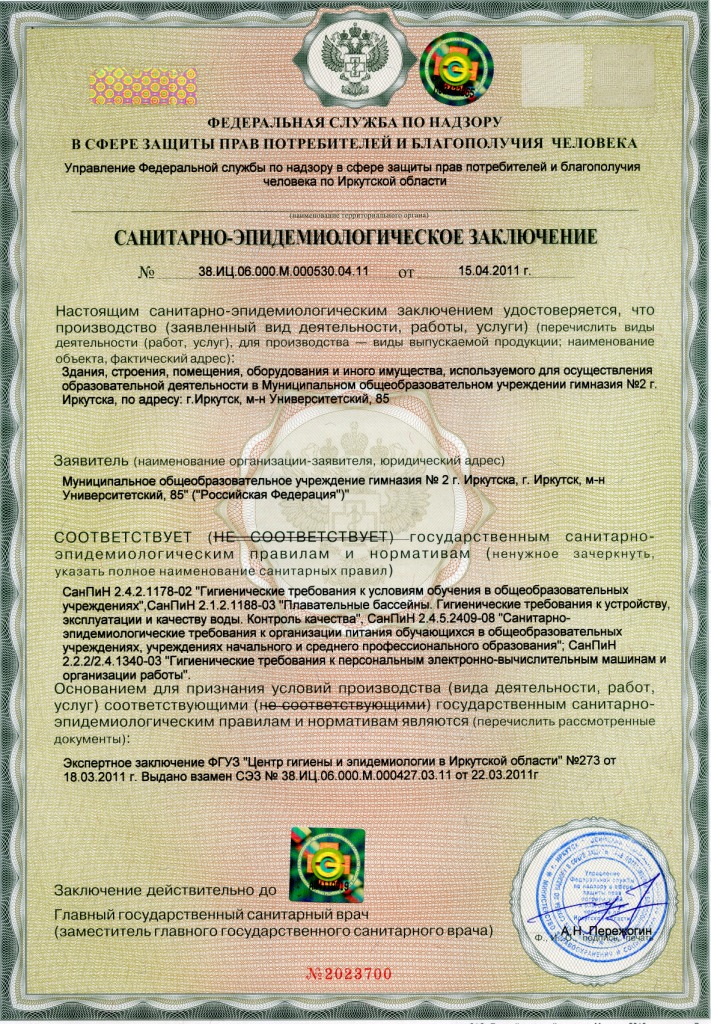 ФЕДЕРАЛЬНАЯ СЛУЖБА ПО НАДЗОРУ
В СФЕРЕ ЗАЩИТЫ ПРАВ ПОТРЕБИТЕЛЕЙ И БЛАГОПОЛУЧИЯ ЧЕЛОВЕКА
Управление Федеральной службы по надзору в сфере защиты прав потребителей и благополучия
человека по Иркутской области
(наименование территориального органа)
САНИТАРНО-ЭПИДЕМИОЛОГИЧЕСКОЕ ЗАКЛЮЧЕНИЕ
№ 38.ИЦ.06.000.М.000530.04.11 от 15.04.2011 г.
Настоящим санитарно-эпидемиологическим заключением удостоверяется, что
производство (заявленный вид деятельности, работы, услуги) (перечислить виды
деятельности (работ, услуг), для производства — виды выпускаемой продукции; наименование
объекта, фактический адрес):
Здания, строения, помещения, оборудования и иного имущества, используемого для осуществления
образовательной деятельности в Муниципальном общеобразовательном учреждении гимназия №2 г.
Иркутска, по адресу: г.Иркутск, м-н Университетский, 85
Заявитель (наименование организации-заявителя, юридический адрес)
Муниципальное общеобразовательное учреждение гимназия № 2 г. Иркутска, г. Иркутск, м-н
Университетский, 85" ("Российская Федерация")"
СООТВЕТСТВУЕТ (НЕ СООТВЕТСТВУЕТ) государственным санитарно-
эпидемиологическим правилам и нормативам (ненужное зачеркнуть,
указать полное наименование санитарных правил)
СанПиН 2.4.2.1178-02 "Гигиенические требования к условиям обучения в общеобразовательных
учреждениях",СанПиН 2.1.2.1188-03 "Плавательные бассейны. Гигиенические требования к устройству,
эксплуатации и качеству воды. Контроль качества", СанПиН 2.4.5.2409-08 "Санитарно-
эпидемиологические требования к организации питания обучающихся в общеобразовательных
учреждениях, учреждениях начального и среднего профессионального образования"; СанПиН
2.2.2/2.4.1340-03 "Гигиенические требования к персональным электронно-вычислительным машинам и
организации работы".
Основанием для признания условий производства (вида деятельности, работ,
услуг) соответствующими (не соответствующими) государственным санитарно-
эпидемиологическим правилам и нормативам являются (перечислить рассмотренные
документы):
Экспертное заключение ФГУЗ "Центр гигиены и эпидемиологии в Иркутской области" №273 от
18.03.2011 г. Выдано взамен СЭЗ № 38.ИЦ.06.000.М.000427.03.11 от 22.03.2011г
Заключение действительно до
Главный государственный санитарный врач
(заместитель главного государственного санитарного врача)
Управление
Федеральной службы
по надзору в сфере
защиты прав
А.Н. Пережогин
Ф., И., О., подпись, печать
№2023700